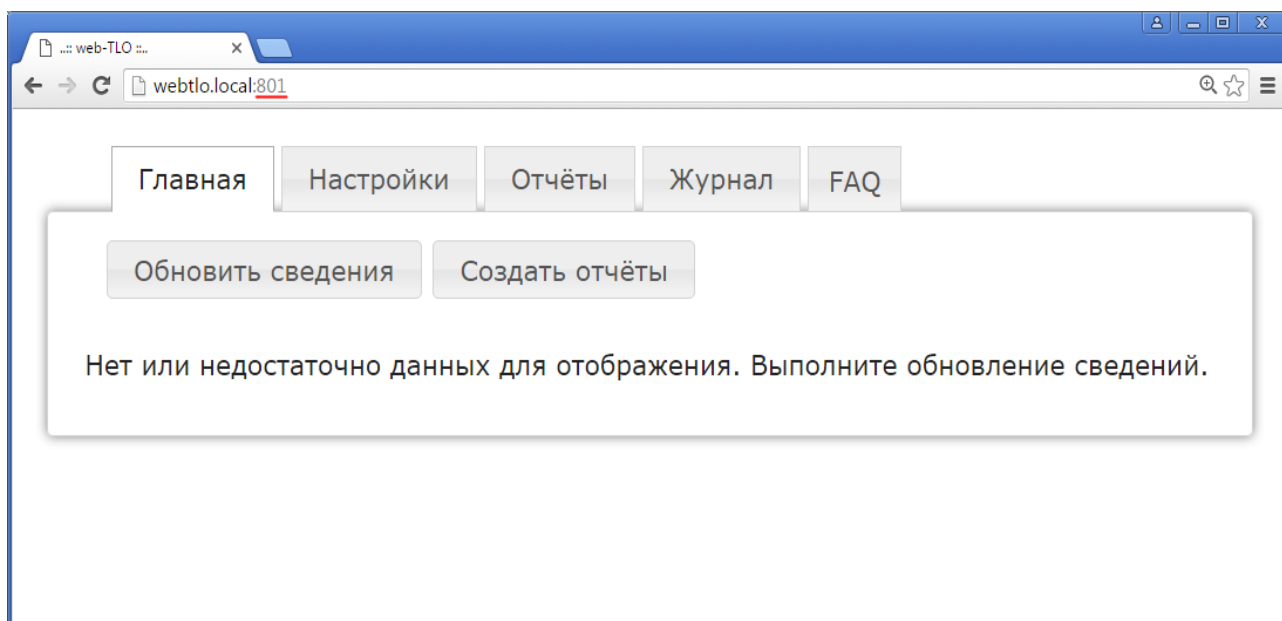 ..:: web-TLO ::..
webtlo.local:801
Главная Настройки Отчёты Журнал FAQ
Обновить сведения Создать отчёты
Нет или недостаточно данных для отображения. Выполните обновление сведений.